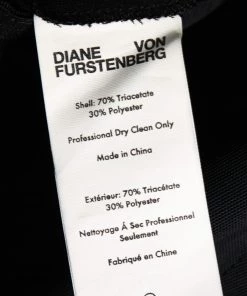 DIANE VON
FURSTENBERG
Shell: 70% Triacetate
30% Polyester
Professional Dry Clean Only
Made in China
Extérieur: 70% Triacétate
30% Polyester
Nettoyage À Sec Professionnel
Seulement
Fabriqué en Chine